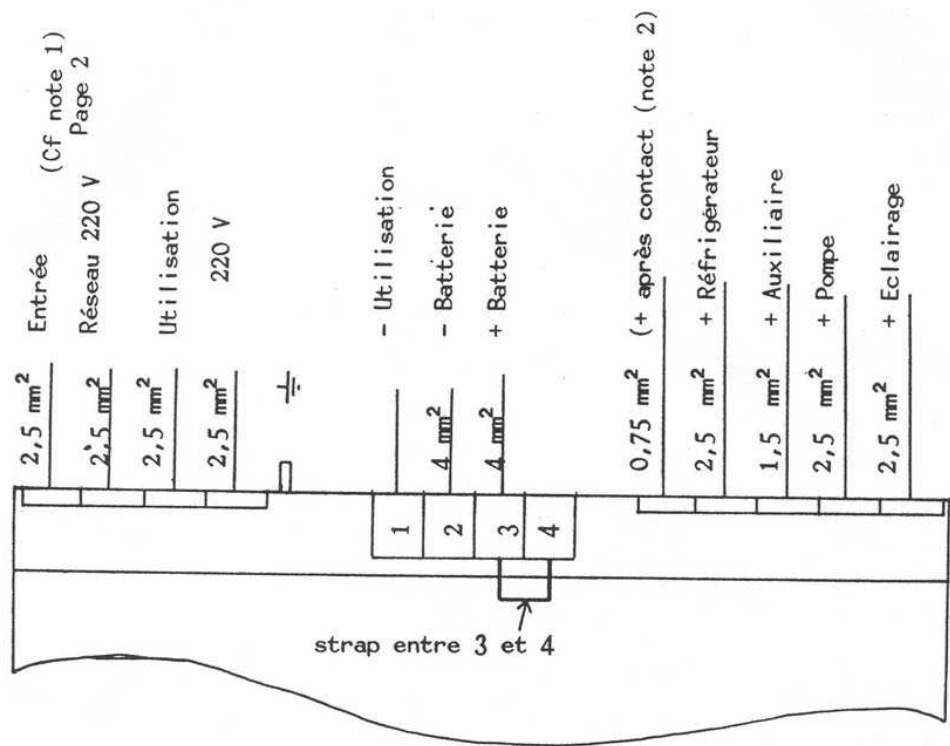 2,5 mm² Entrée
(Cf note 1)
2,5 mm² Réseau 220 V
Page 2
2,5 mm² Utilisation
2,5 mm² 220 V
- Utilisation
4 mm² - Batterie
4 mm² + Batterie
0,75 mm² (+ après contact (note 2)
2,5 mm² + Réfrigérateur
1,5 mm² + Auxiliaire
2,5 mm² + Pompe
2,5 mm² + Eclairage
1
2
3
4
strap entre 3 et 4